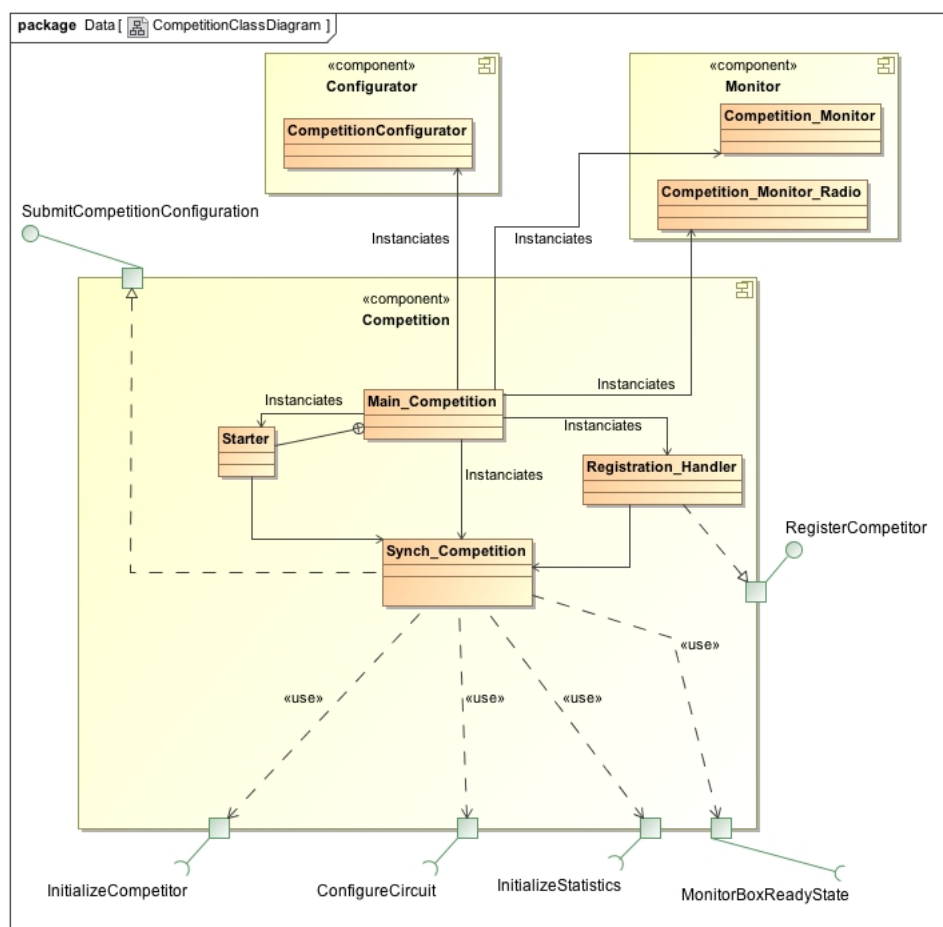 package Data [ CompetitionClassDiagram ]
«component»
Configurator
CompetitionConfigurator
«component»
Monitor
Competition_Monitor
Competition_Monitor_Radio
SubmitCompetitionConfiguration
Instanciates
Instanciates
«component»
Competition
Instanciates
Instanciates
Main_Competition
Instanciates
Starter
Instanciates
Registration_Handler
Synch_Competition
RegisterCompetitor
«use»
«use»
«use»
«use»
InitializeCompetitor
ConfigureCircuit
InitializeStatistics
MonitorBoxReadyState